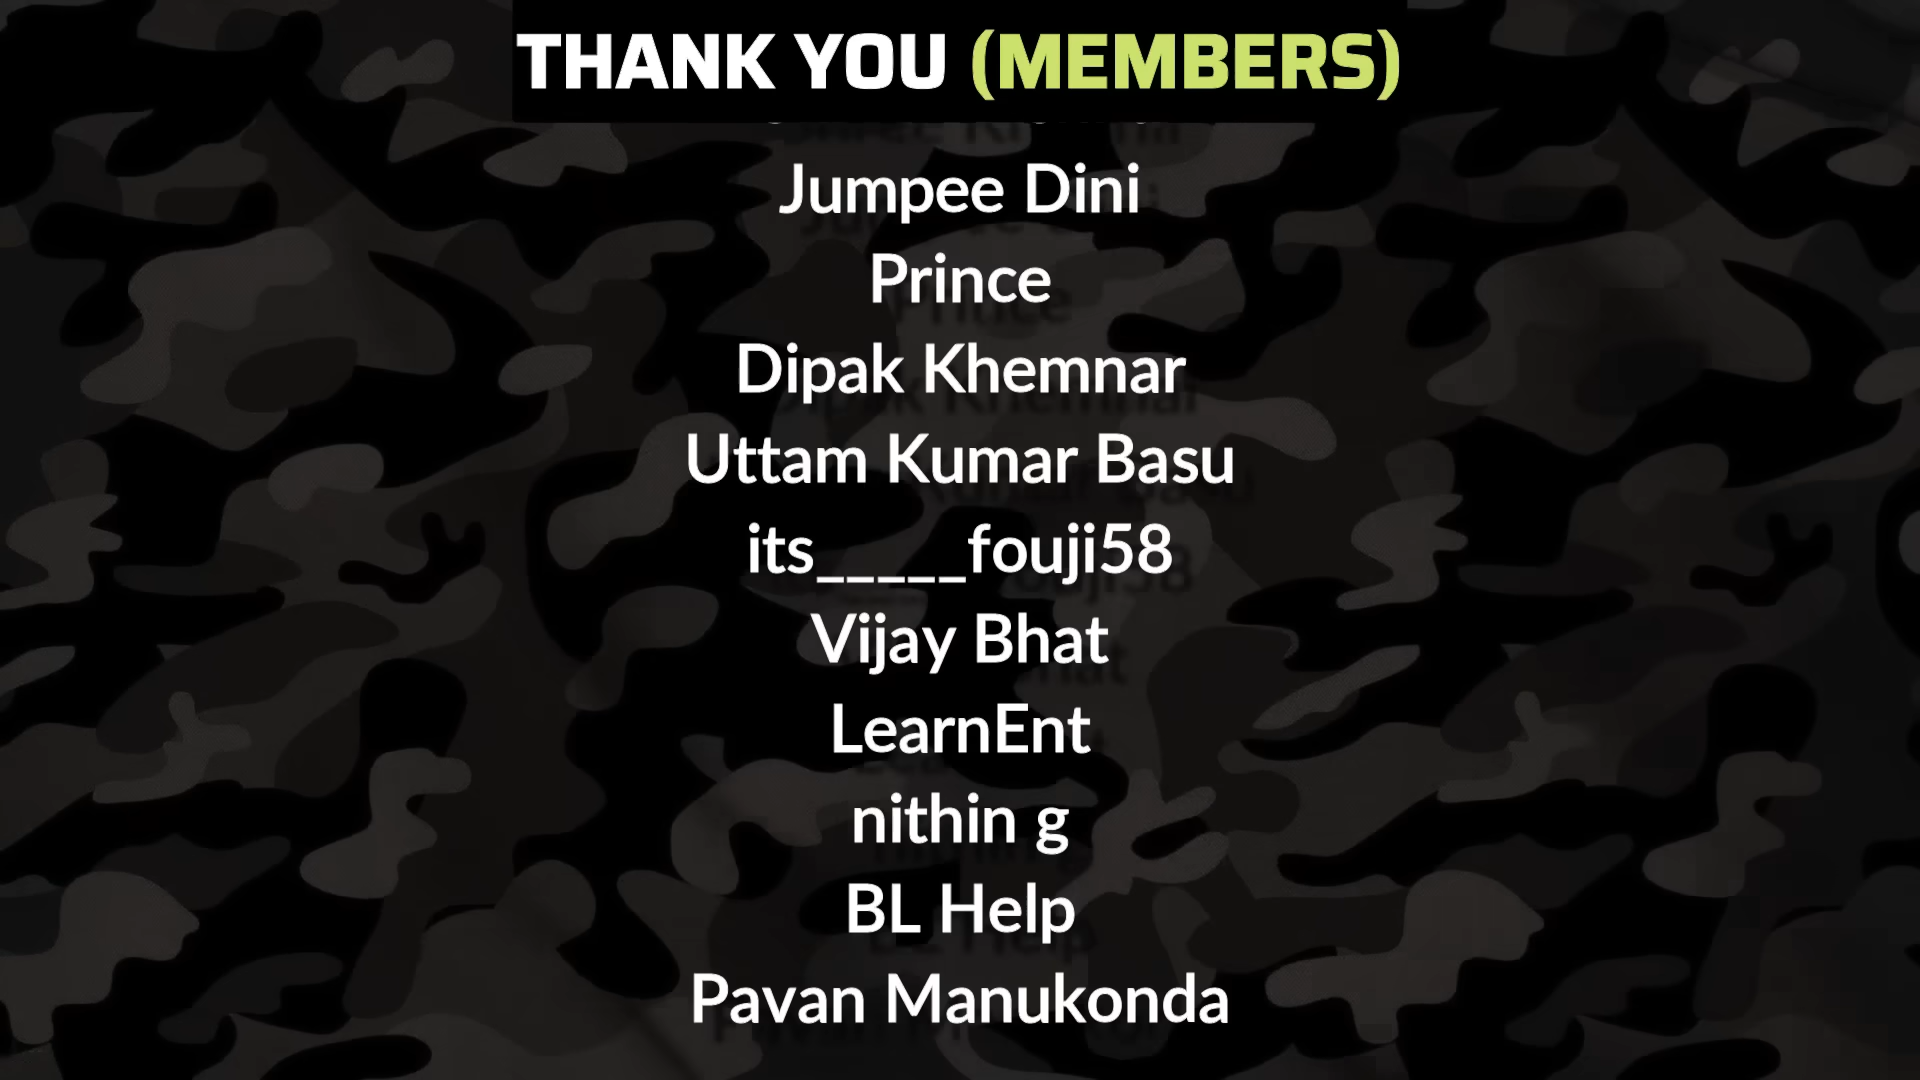 THANK YOU (MEMBERS)
Jumpee Dini
Prince
Dipak Khemnar
Uttam Kumar Basu
its_____fouji58
Vijay Bhat
LearnEnt
nithin g
BL Help
Pavan Manukonda